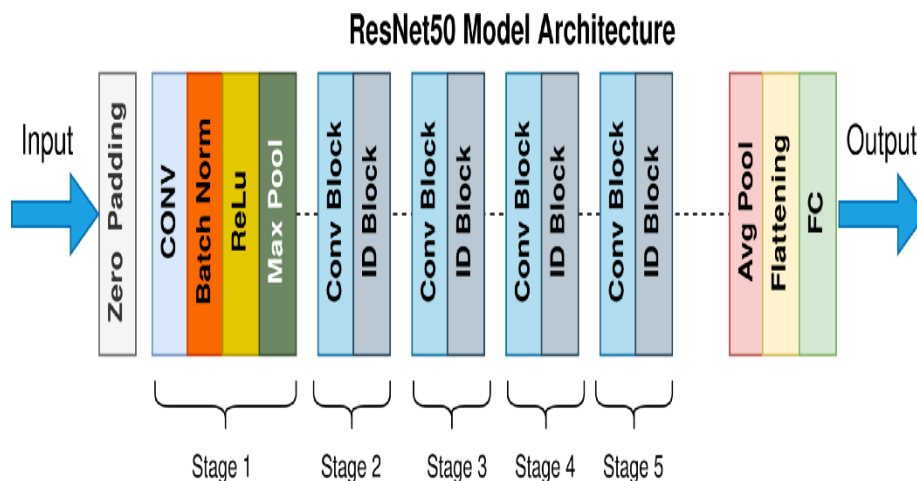 ResNet50 Model Architecture
Input
Zero Padding
CONV
Batch Norm
ReLu
Max Pool
Conv Block
ID Block
Conv Block
ID Block
Conv Block
ID Block
Conv Block
ID Block
Avg Pool
Flattening
FC
Output
Stage 1
Stage 2
Stage 3
Stage 4
Stage 5